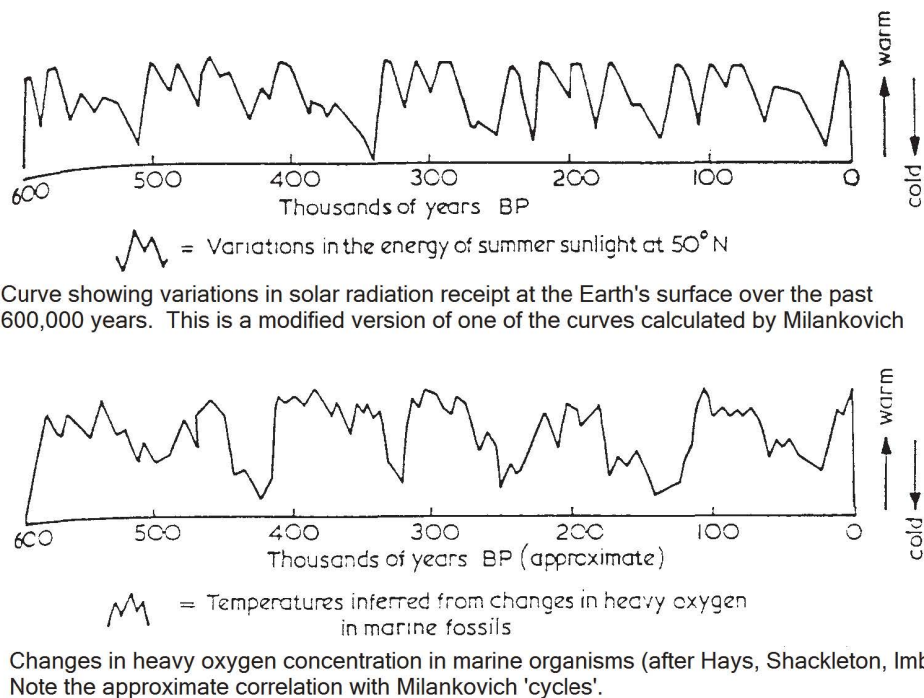 warm
cold
600 500 400 300 200 100 0
Thousands of years BP
= Variations in the energy of summer sunlight at 50°N
Curve showing variations in solar radiation receipt at the Earth's surface over the past
600,000 years. This is a modified version of one of the curves calculated by Milankovich
warm
cold
600 500 400 300 200 100 0
Thousands of years BP (approximate)
= Temperatures inferred from changes in heavy oxygen
in marine fossils
Changes in heavy oxygen concentration in marine organisms (after Hays, Shackleton, Imb
Note the approximate correlation with Milankovich 'cycles'.